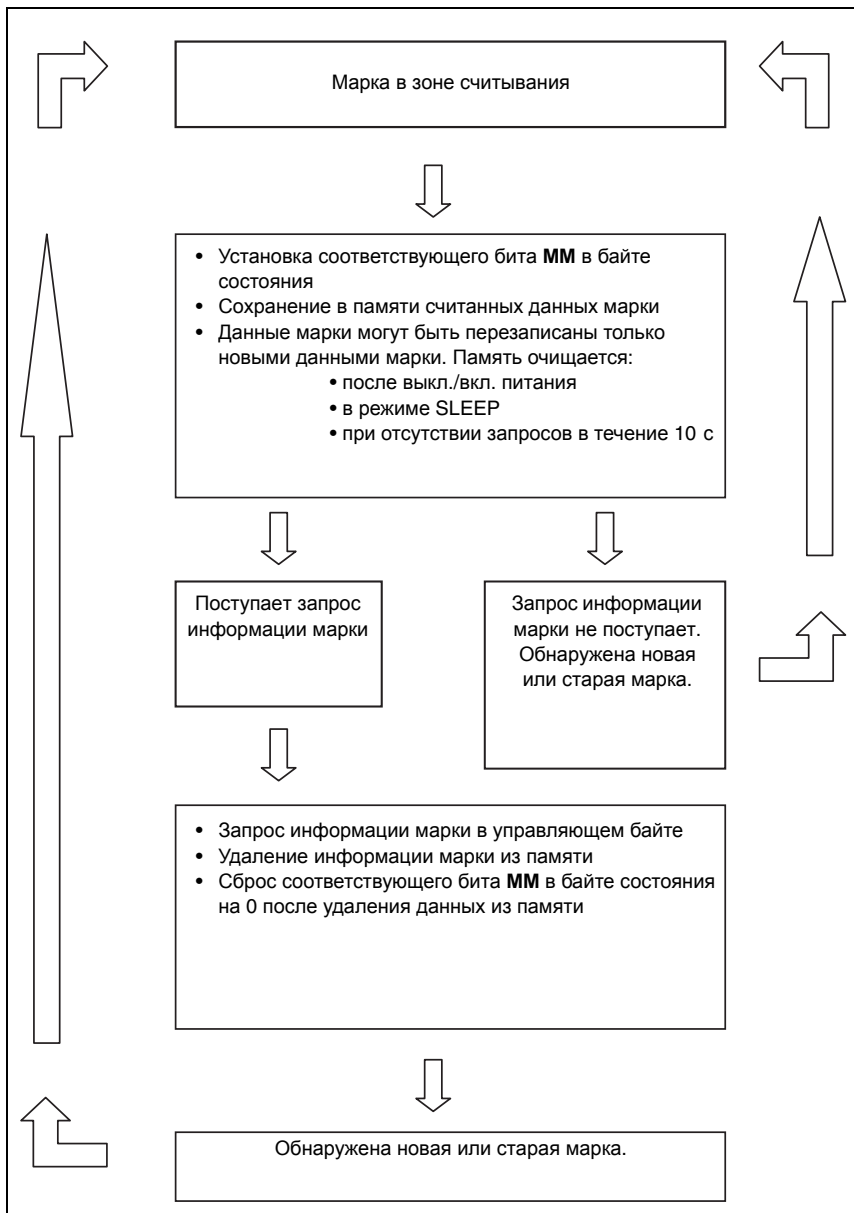 Марка в зоне считывания
• Установка соответствующего бита ММ в байте
состояния
• Сохранение в памяти считанных данных марки
• Данные марки могут быть перезаписаны только
новыми данными марки. Память очищается:
• после выкл./вкл. питания
• в режиме SLEEP
• при отсутствии запросов в течение 10 с
Поступает запрос
информации марки
Запрос информации
марки не поступает.
Обнаружена новая
или старая марка.
• Запрос информации марки в управляющем байте
• Удаление информации марки из памяти
• Сброс соответствующего бита ММ в байте состояния
на 0 после удаления данных из памяти
Обнаружена новая или старая марка.